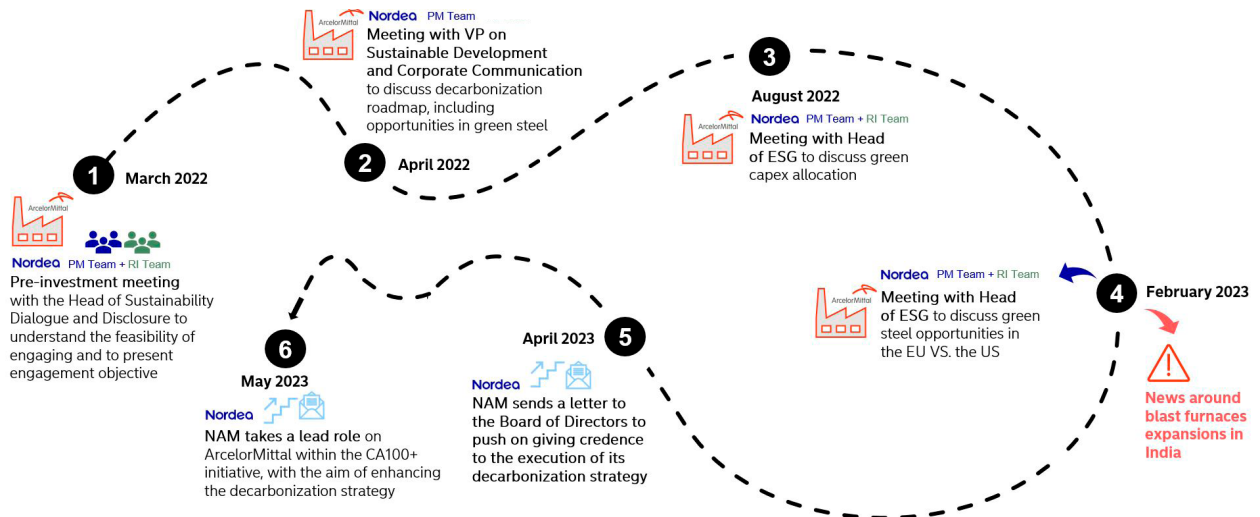 1
March 2022
ArcelorMittal
Nordea PM Team + RI Team
Pre-investment meeting
with the Head of Sustainability
Dialogue and Disclosure to
understand the feasibility of
engaging and to present
engagement objective
ArcelorMittal
Nordea PM Team
Meeting with VP on
Sustainable Development
and Corporate Communication
to discuss decarbonization
roadmap, including
opportunities in green steel
2
April 2022
3
August 2022
ArcelorMittal
Nordea PM Team + RI Team
Meeting with Head
of ESG to discuss green
capex allocation
4
February 2023
Nordea PM Team + RI Team
ArcelorMittal
Meeting with Head
of ESG to discuss green
steel opportunities in
the EU VS. the US
News around
blast furnaces
expansions in
India
5
April 2023
Nordea
NAM sends a letter to
the Board of Directors to
push on giving credence
to the execution of its
decarbonization strategy
6
May 2023
Nordea
NAM takes a lead role on
ArcelorMittal within the CA100+
initiative, with the aim of enhancing
the decarbonization strategy